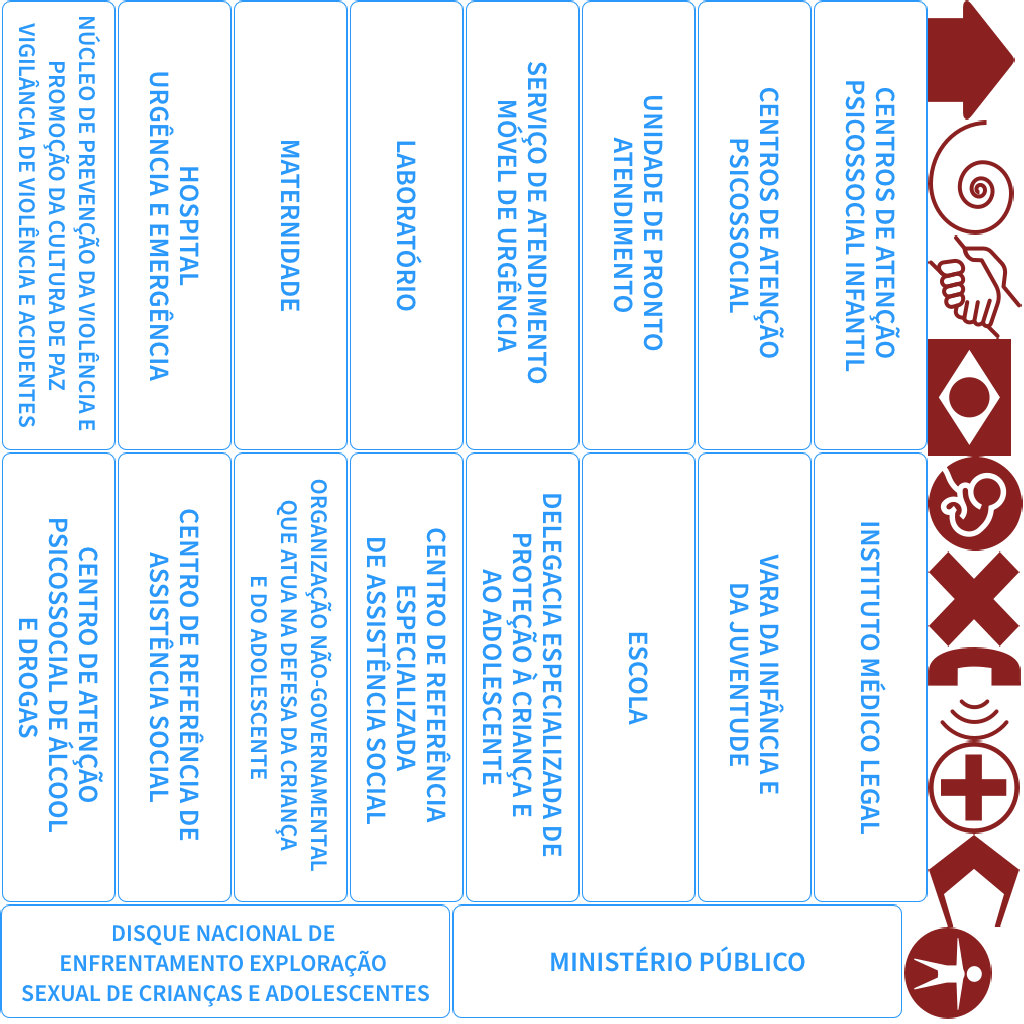 NÚCLEO DE PREVENÇÃO DA VIOLÊNCIA E
PROMOÇÃO DA CULTURA DE PAZ
VIGILÂNCIA DE VIOLÊNCIA E ACIDENTES
HOSPITAL
URGÊNCIA E EMERGÊNCIA
MATERNIDADE
LABORATÓRIO
SERVIÇO DE ATENDIMENTO
MÓVEL DE URGÊNCIA
UNIDADE DE PRONTO
ATENDIMENTO
CENTROS DE ATENÇÃO
PSICOSSOCIAL
CENTROS DE ATENÇÃO
PSICOSSOCIAL INFANTIL
CENTRO DE ATENÇÃO
PSICOSSOCIAL DE ÁLCOOL
E DROGAS
CENTRO DE REFERÊNCIA DE
ASSISTÊNCIA SOCIAL
ORGANIZAÇÃO NÃO-GOVERNAMENTAL
QUE ATUA NA DEFESA DA CRIANÇA
E DO ADOLESCENTE
CENTRO DE REFERÊNCIA
ESPECIALIZADA
DE ASSISTÊNCIA SOCIAL
DELEGACIA ESPECIALIZADA DE
PROTEÇÃO À CRIANÇA E
AO ADOLESCENTE
ESCOLA
VARA DA INFÂNCIA E
DA JUVENTUDE
INSTITUTO MÉDICO LEGAL
DISQUE NACIONAL DE
ENFRENTAMENTO EXPLORAÇÃO
SEXUAL DE CRIANÇAS E ADOLESCENTES
MINISTÉRIO PÚBLICO